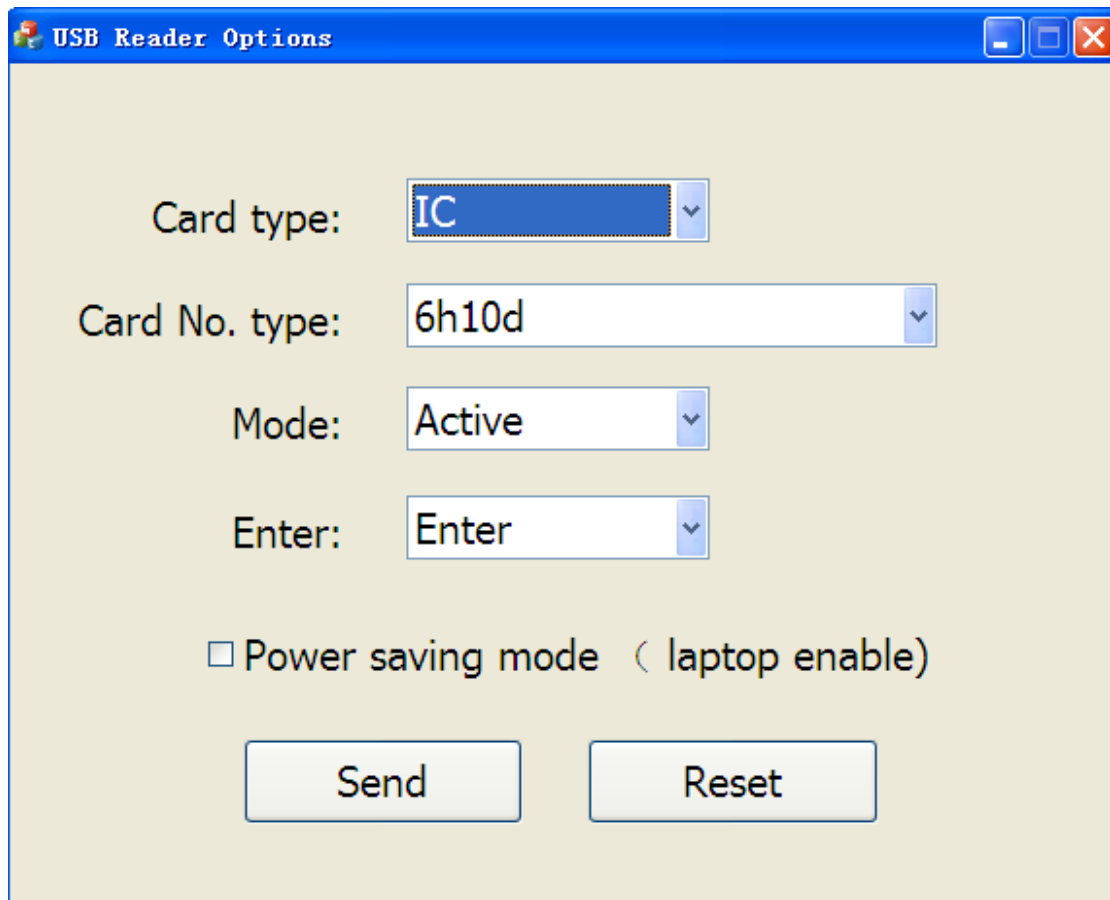 USB Reader Options
Card type: IC
Card No. type: 6h10d
Mode: Active
Enter: Enter
Power saving mode （ laptop enable)
Send Reset